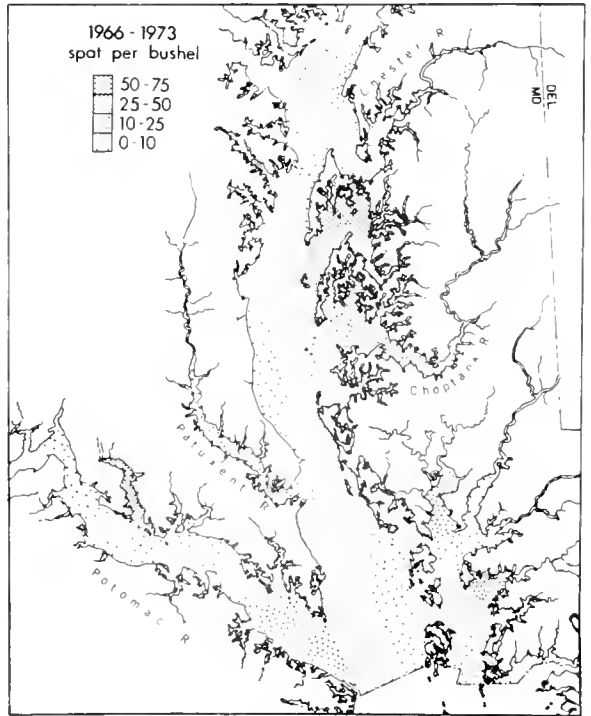 1966 - 1973
spat per bushel
50-75
25-50
10-25
0-10
Chester R
DEL
MD
Choptank R
Patuxent R
Potomac R